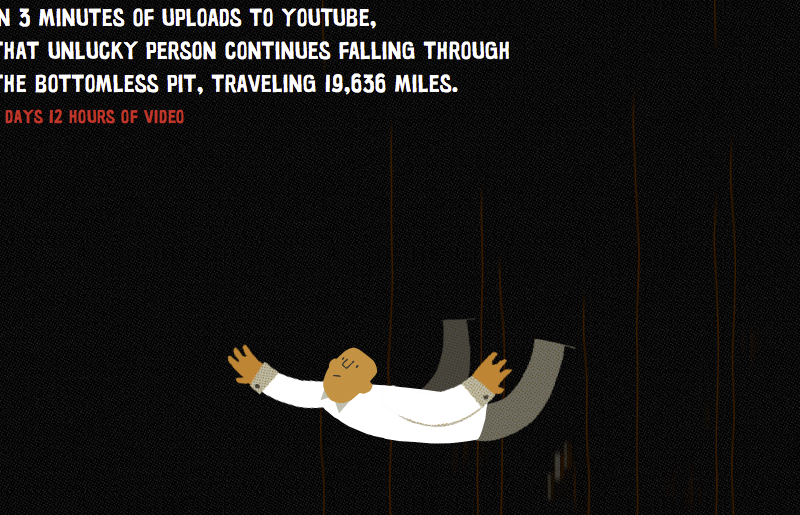 N 3 MINUTES OF UPLOADS TO YOUTUBE,
THAT UNLUCKY PERSON CONTINUES FALLING THROUGH
THE BOTTOMLESS PIT, TRAVELING 19,636 MILES.
DAYS 12 HOURS OF VIDEO